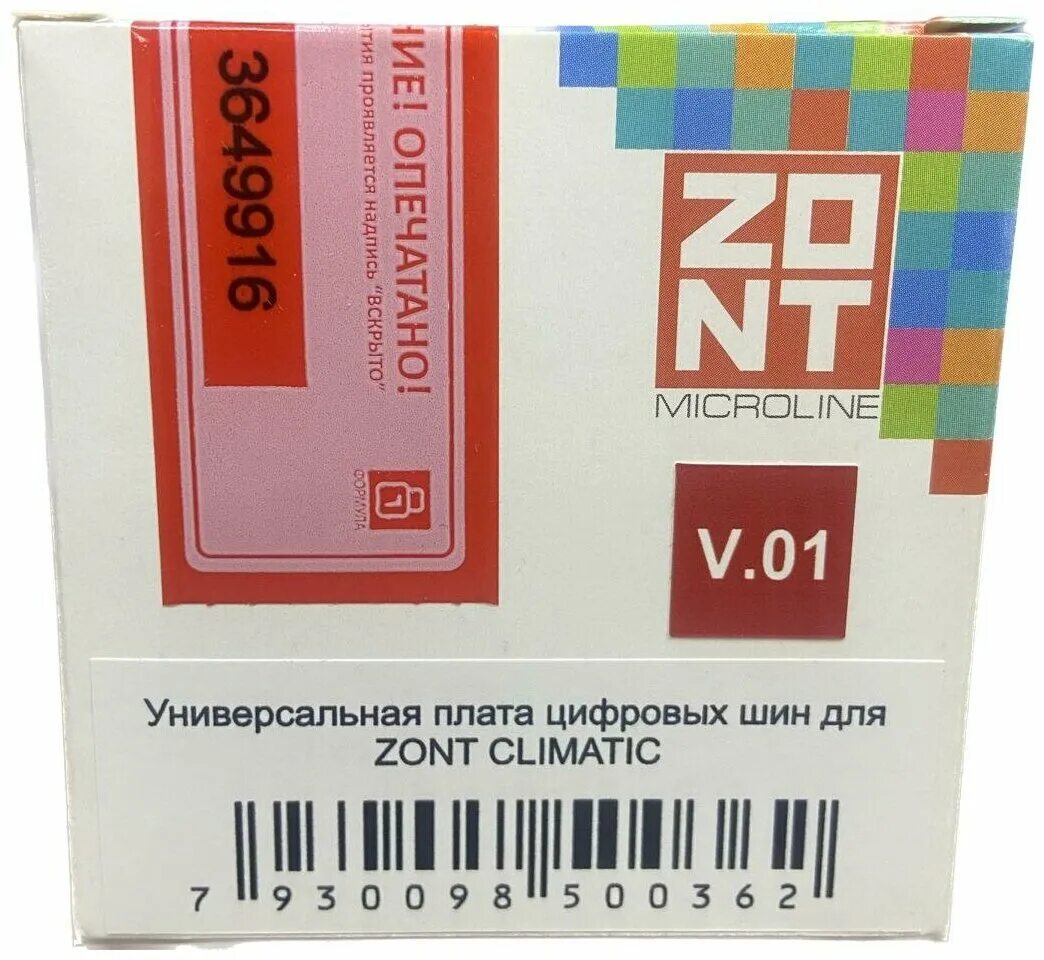 3649916
НИЕ! ОПЕЧАТАНО!
тия проявляется надпись "ВСКРЫТО"
ФОРМУЛА
ZO
NT
MICROLINE
V.01
Универсальная плата цифровых шин для
ZONT CLIMATIC
7 930098 500362